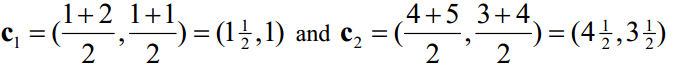 c₁ = (1+2/2, 1+1/2) = (1½,1) and c₂ = (4+5/2, 3+4/2) = (4½,3½)